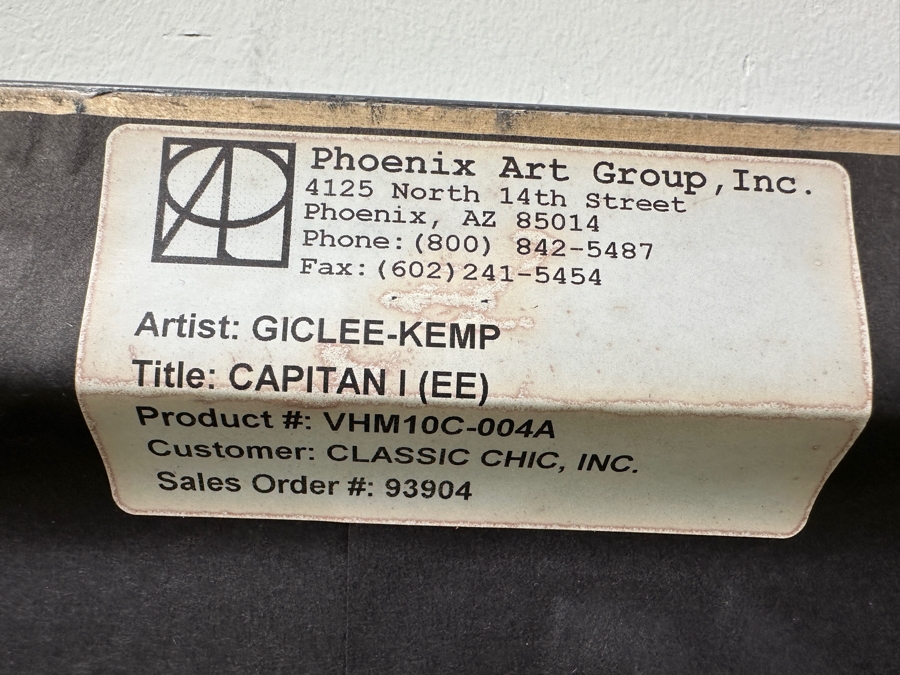 Phoenix Art Group,Inc.
4125 North 14th Street
Phoenix, AZ 85014
Phone:(800) 842-5487
Fax:(602)241-5454
Artist: GICLEE-KEMP
Title: CAPITAN I (EE)
Product #: VHM10C-004A
Customer: CLASSIC CHIC, INC.
Sales Order #: 93904